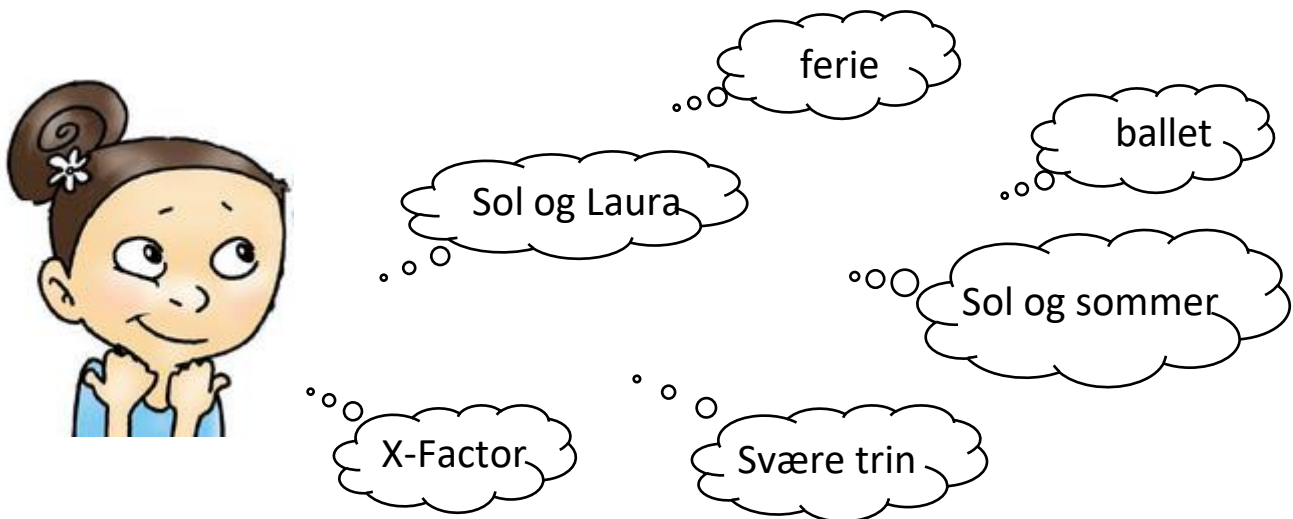 ferie
ballet
Sol og Laura
Sol og sommer
X-Factor
Svære trin